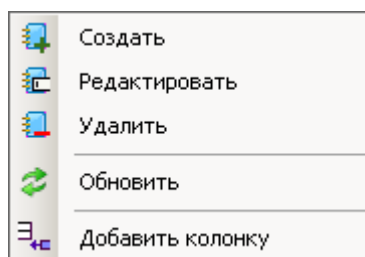 Создать
Редактировать
Удалить
Обновить
Добавить колонку